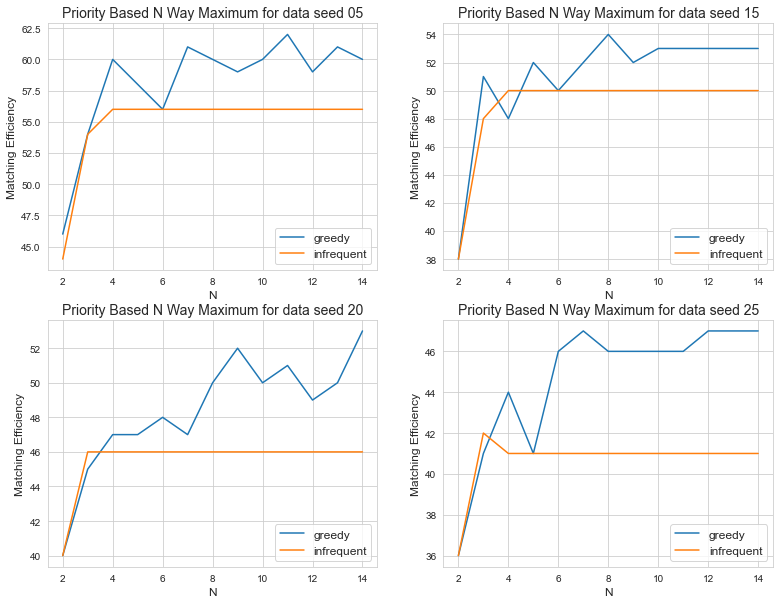 Priority Based N Way Maximum for data seed 05
62.5
60.0
57.5
55.0
52.5
50.0
47.5
45.0
Matching Efficiency
greedy
infrequent
2 4 6 8 10 12 14
N
Priority Based N Way Maximum for data seed 15
54
52
50
48
46
44
42
40
38
Matching Efficiency
greedy
infrequent
2 4 6 8 10 12 14
N
Priority Based N Way Maximum for data seed 20
52
50
48
46
44
42
40
Matching Efficiency
greedy
infrequent
2 4 6 8 10 12 14
N
Priority Based N Way Maximum for data seed 25
46
44
42
40
38
36
Matching Efficiency
greedy
infrequent
2 4 6 8 10 12 14
N